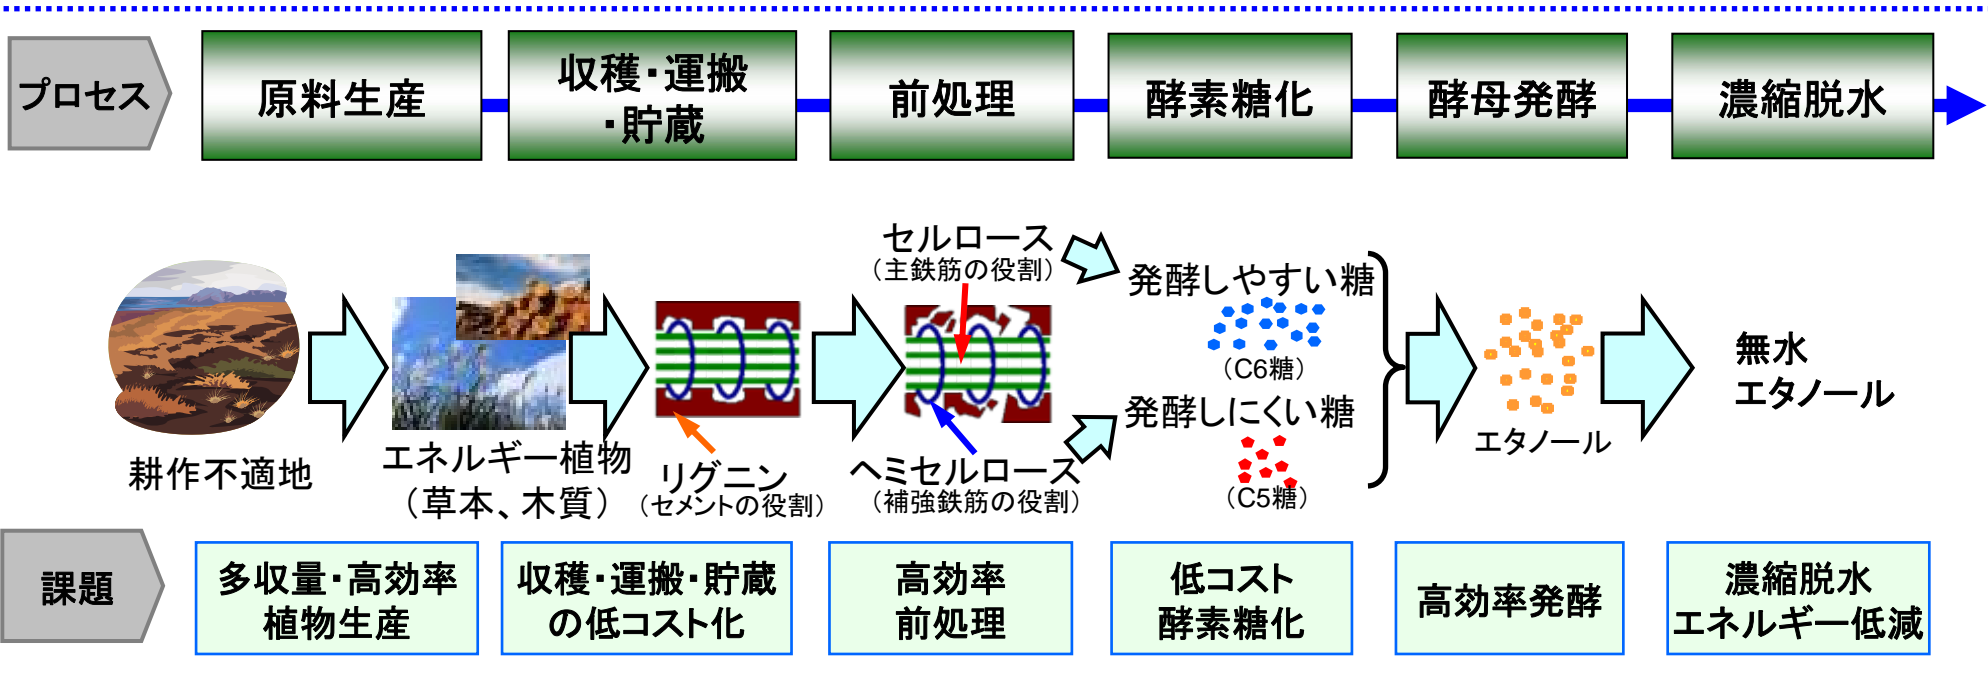 プロセス
原料生産
収穫・運搬
・貯蔵
前処理
酵素糖化
酵母発酵
濃縮脱水
耕作不適地
エネルギー植物
（草本、木質）
リグニン
（セメントの役割）
セルロース
（主鉄筋の役割）
ヘミセルロース
（補強鉄筋の役割）
発酵しやすい糖
（C6糖）
発酵しにくい糖
（C5糖）
エタノール
無水
エタノール
課題
多収量・高効率
植物生産
収穫・運搬・貯蔵
の低コスト化
高効率
前処理
低コスト
酵素糖化
高効率発酵
濃縮脱水
エネルギー低減